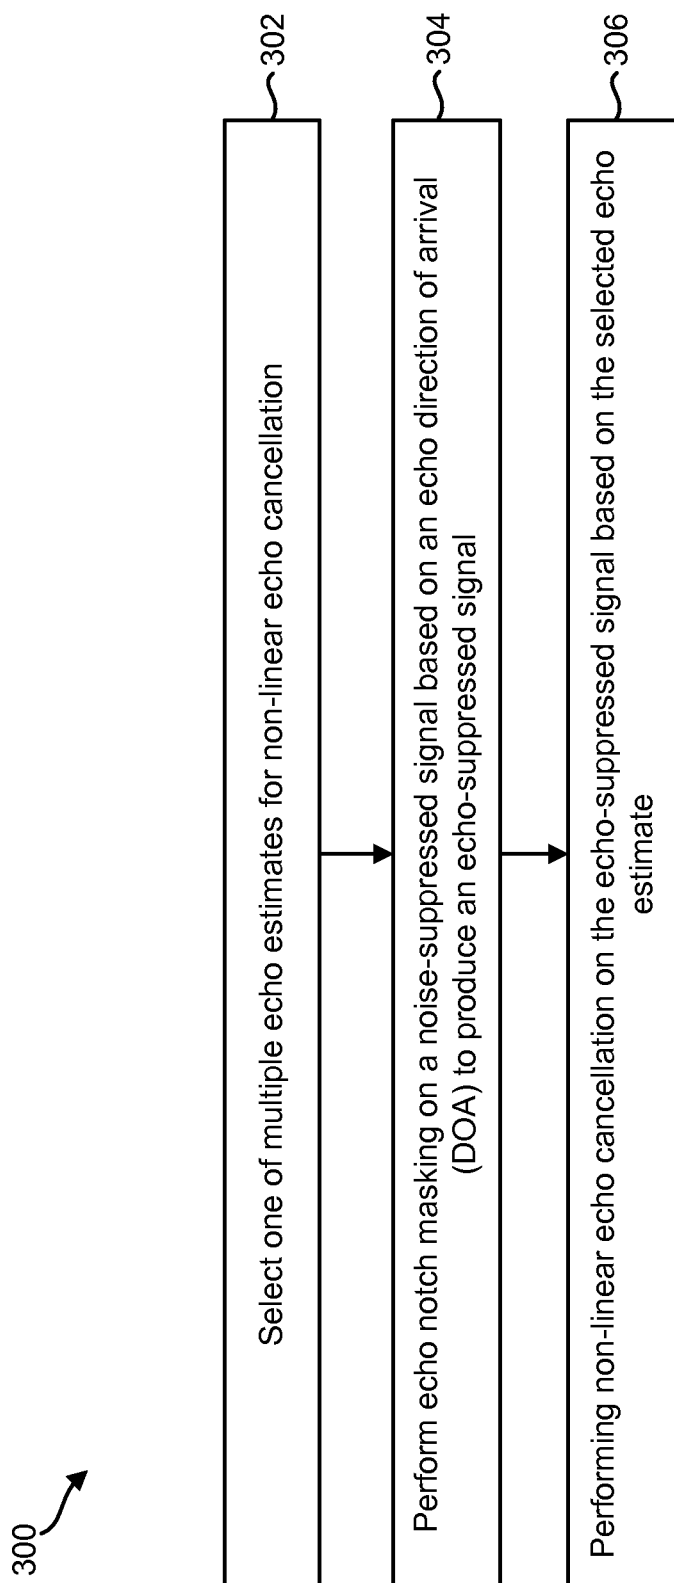 300
302
Select one of multiple echo estimates for non-linear echo cancellation
304
Perform echo notch masking on a noise-suppressed signal based on an echo direction of arrival
(DOA) to produce an echo-suppressed signal
306
Performing non-linear echo cancellation on the echo-suppressed signal based on the selected echo
estimate